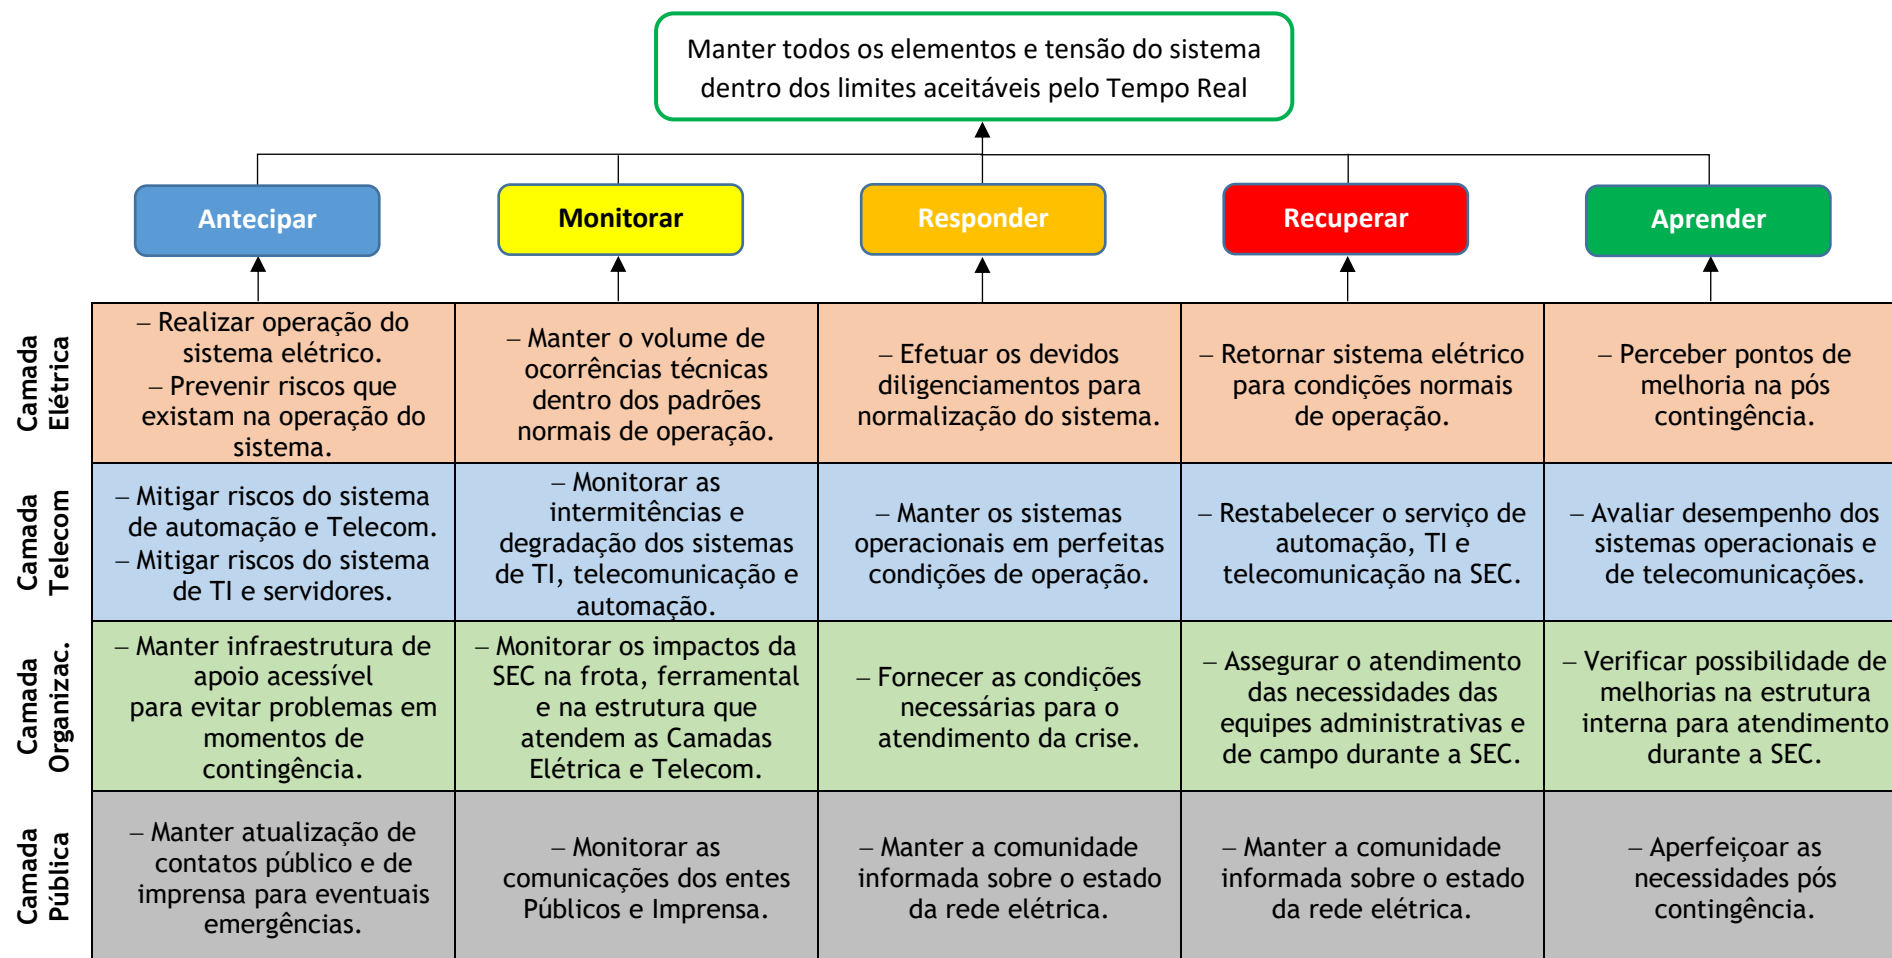 Manter todos os elementos e tensão do sistema
dentro dos limites aceitáveis pelo Tempo Real
Antecipar
Monitorar
Responder
Recuperar
Aprender
Camada
Elétrica
– Realizar operação do
sistema elétrico.
– Prevenir riscos que
existam na operação do
sistema.
– Manter o volume de
ocorrências técnicas
dentro dos padrões
normais de operação.
– Efetuar os devidos
diligenciamentos para
normalização do sistema.
– Retornar sistema elétrico
para condições normais
de operação.
– Perceber pontos de
melhoria na pós
contingência.
Camada
Telecom
– Mitigar riscos do sistema
de automação e Telecom.
– Mitigar riscos do sistema
de TI e servidores.
– Monitorar as
intermitências e
degradação dos sistemas
de TI, telecomunicação e
automação.
– Manter os sistemas
operacionais em perfeitas
condições de operação.
– Restabelecer o serviço de
automação, TI e
telecomunicação na SEC.
– Avaliar desempenho dos
sistemas operacionais e
de telecomunicações.
Camada
Organizac.
– Manter infraestrutura de
apoio acessível
para evitar problemas em
momentos de
contingência.
– Monitorar os impactos da
SEC na frota, ferramental
e na estrutura que
atendem as Camadas
Elétrica e Telecom.
– Fornecer as condições
necessárias para o
atendimento da crise.
– Assegurar o atendimento
das necessidades das
equipes administrativas e
de campo durante a SEC.
– Verificar possibilidade de
melhorias na estrutura
interna para atendimento
durante a SEC.
Camada
Pública
– Manter atualização de
contatos público e de
imprensa para eventuais
emergências.
– Monitorar as
comunicações dos entes
Públicos e Imprensa.
– Manter a comunidade
informada sobre o estado
da rede elétrica.
– Manter a comunidade
informada sobre o estado
da rede elétrica.
– Aperfeiçoar as
necessidades pós
contingência.